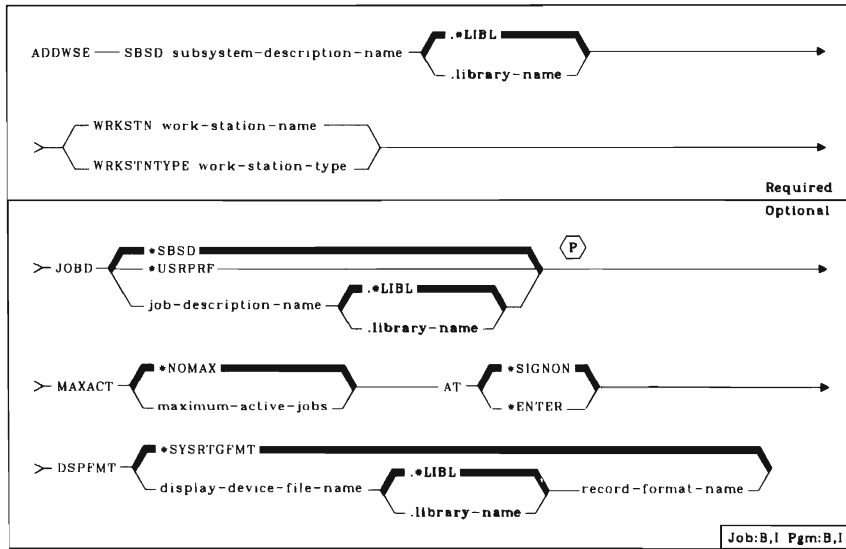 .*LIBL
ADDWSE SBSD subsystem-description-name
.library-name
WRKSTN work-station-name
WRKSTNTYPE work-station-type
Required
Optional
*SBSD
P
JOBD *USRPRF
.*LIBL
job-description-name
.library-name
*NOMAX *SIGNON
MAXACT AT
maximum-active-jobs *ENTER
*SYSRTGFMT
DSPFMT
.*LIBL
display-device-file-name record-format-name
.library-name
Job:B,I Pgm:B,I